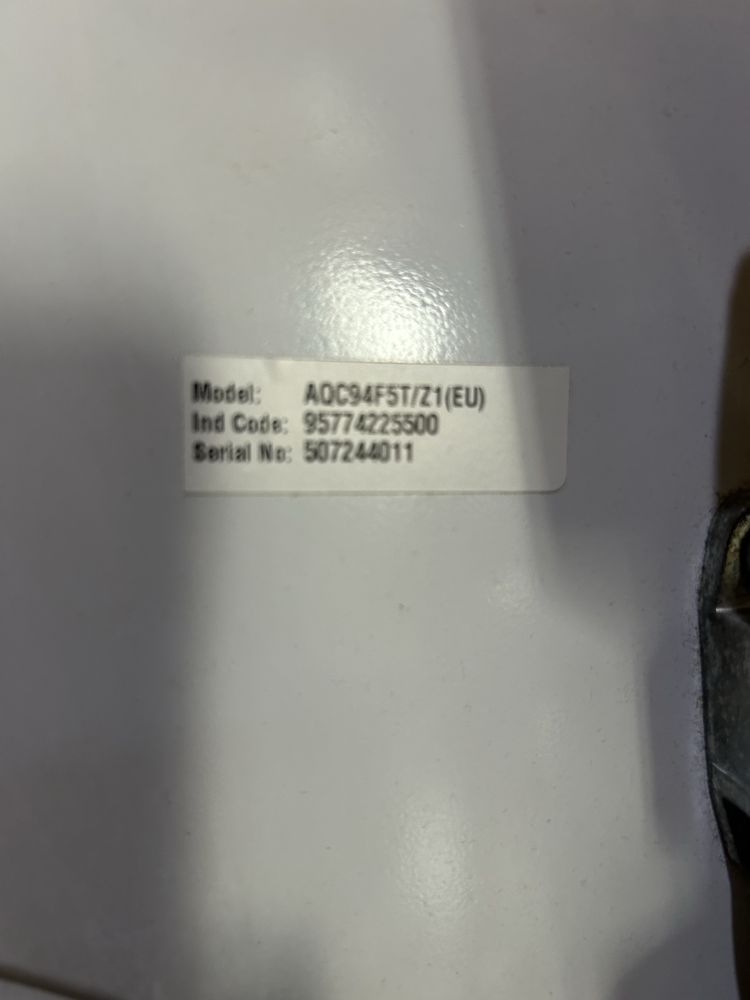 Model: AQC94F5T/Z1(EU)
Ind Code: 95774225500
Serial No: 507244011